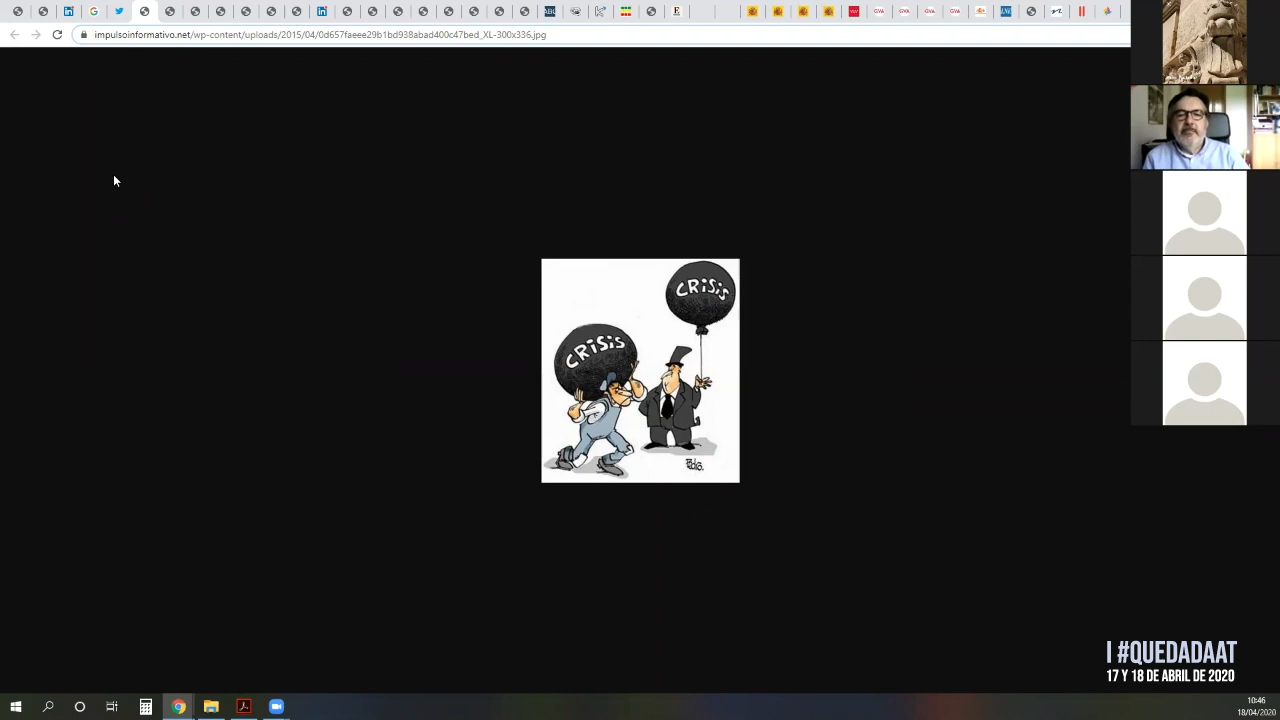 impulsoinformativo.net/wp-content/uploads/2015/04/0d657faeee29b1bd938abdd400c47bed_XL-300x336.jpg
CRISIS
CRISIS
I #QUEDADAAT
17 Y 18 DE ABRIL DE 2020
10:46
18/04/2020